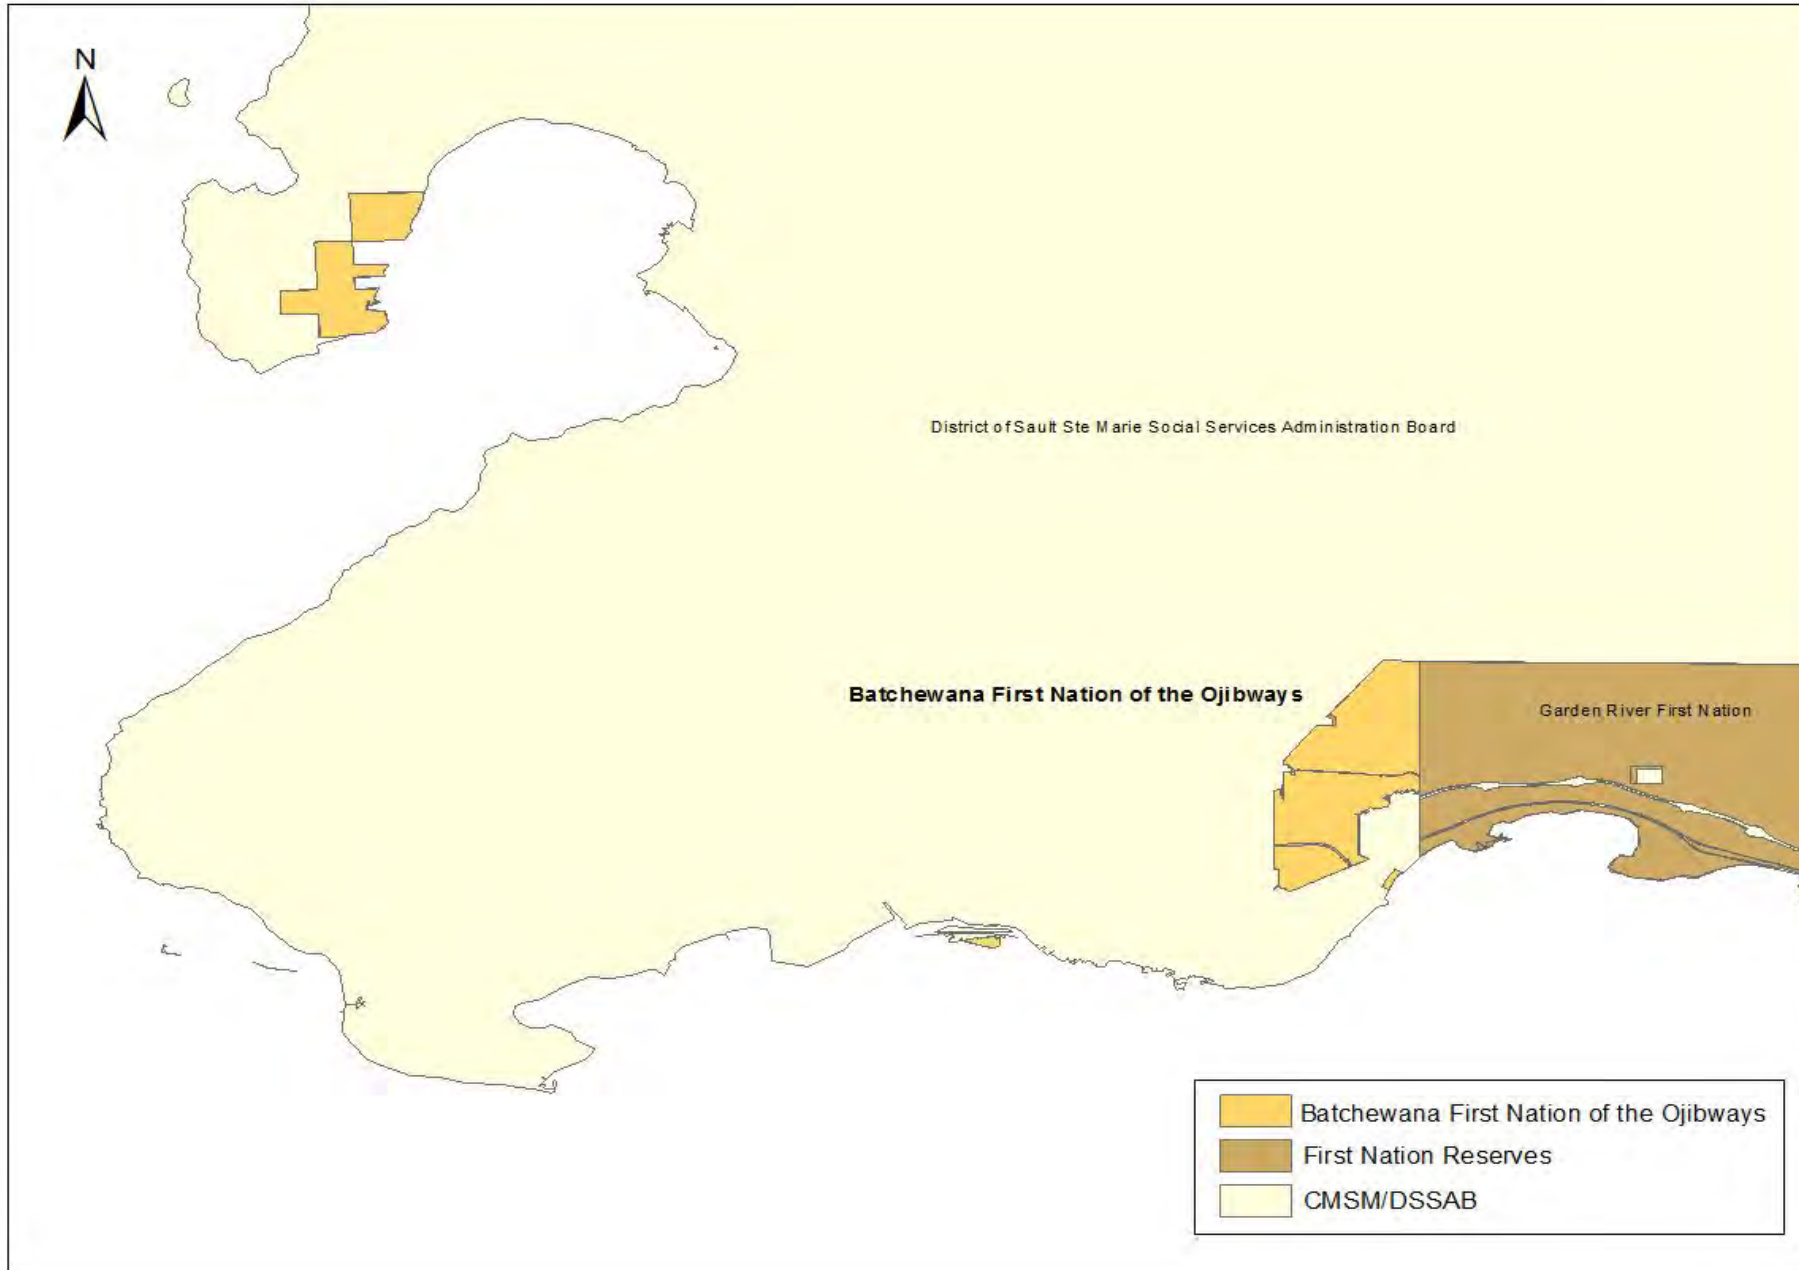 N
District of Sault Ste Marie Social Services Administration Board
Batchewana First Nation of the Ojibways
Garden River First Nation
Batchewana First Nation of the Ojibways
First Nation Reserves
CMSM/DSSAB